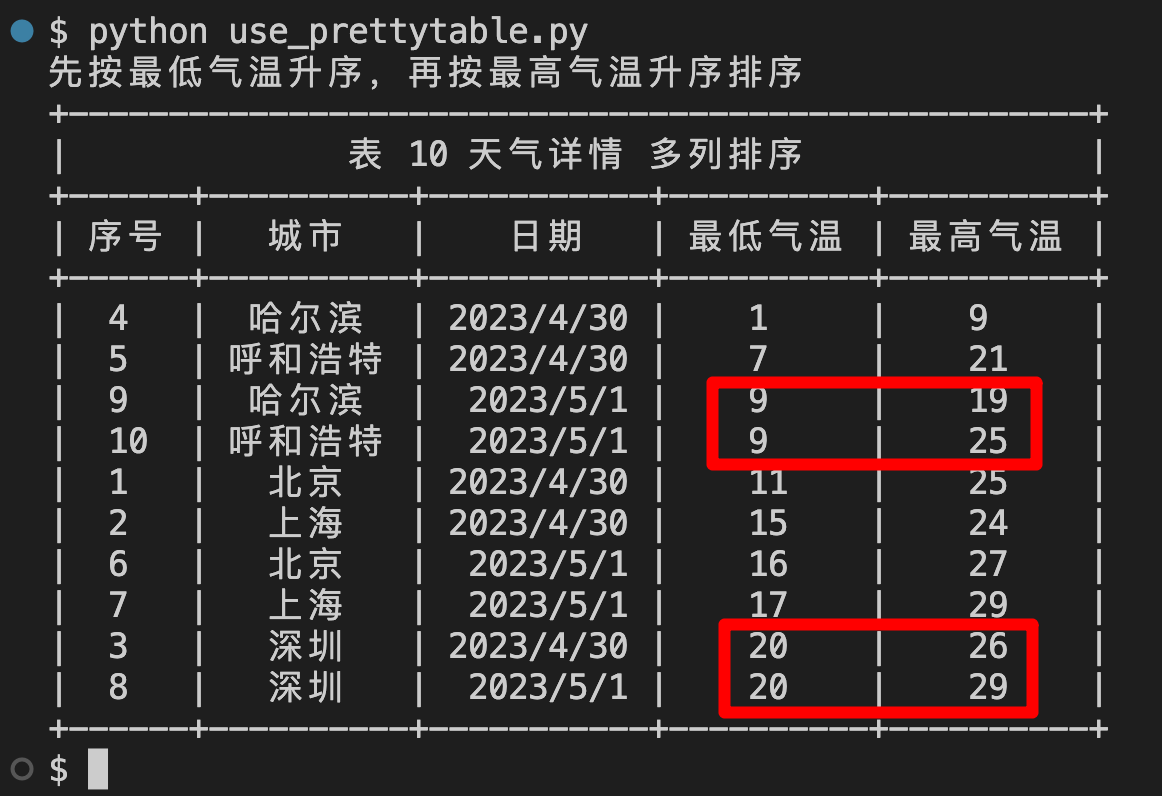 $ python use_prettytable.py
先按最低气温升序，再按最高气温升序排序
+---------------------------------------------------+
|               表 10 天气详情 多列排序               |
+------+----------+-----------+----------+----------+
| 序号 |   城市   |    日期   | 最低气温 | 最高气温 |
+------+----------+-----------+----------+----------+
|  4   |  哈尔滨  | 2023/4/30 |    1     |    9     |
|  5   | 呼和浩特 | 2023/4/30 |    7     |    21    |
|  9   |  哈尔滨  |  2023/5/1 |    9     |    19    |
|  10  | 呼和浩特 |  2023/5/1 |    9     |    25    |
|  1   |   北京   | 2023/4/30 |    11    |    25    |
|  2   |   上海   | 2023/4/30 |    15    |    24    |
|  6   |   北京   |  2023/5/1 |    16    |    27    |
|  7   |   上海   |  2023/5/1 |    17    |    29    |
|  3   |   深圳   | 2023/4/30 |    20    |    26    |
|  8   |   深圳   |  2023/5/1 |    20    |    29    |
+------+----------+-----------+----------+----------+
$